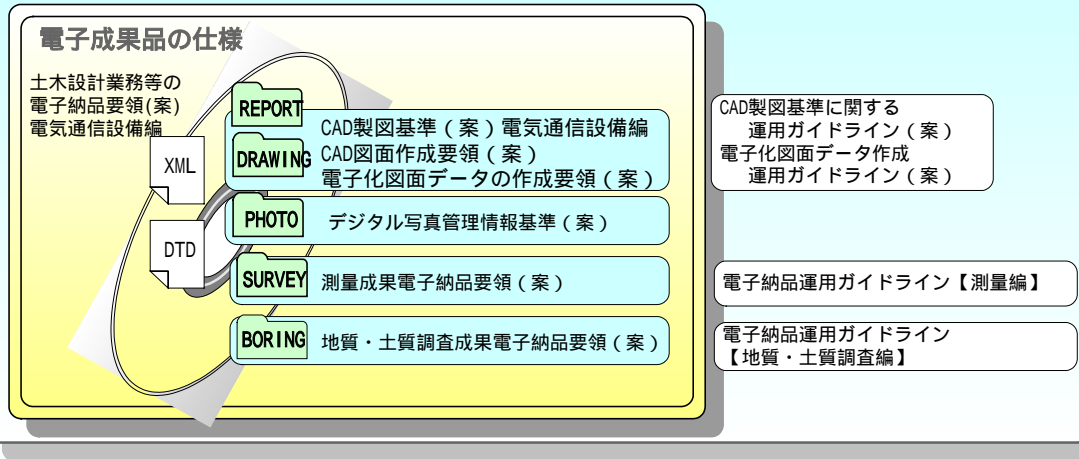 電子成果品の仕様
土木設計業務等の
電子納品要領(案)
電気通信設備編
XML
DTD
REPORT
DRAWING
CAD製図基準（案）電気通信設備編
CAD図面作成要領（案）
電子化図面データの作成要領（案）
CAD製図基準に関する
運用ガイドライン（案）
電子化図面データ作成
運用ガイドライン（案）
PHOTO
デジタル写真管理情報基準（案）
SURVEY
測量成果電子納品要領（案）
電子納品運用ガイドライン【測量編】
BORING
地質・土質調査成果電子納品要領（案）
電子納品運用ガイドライン
【地質・土質調査編】